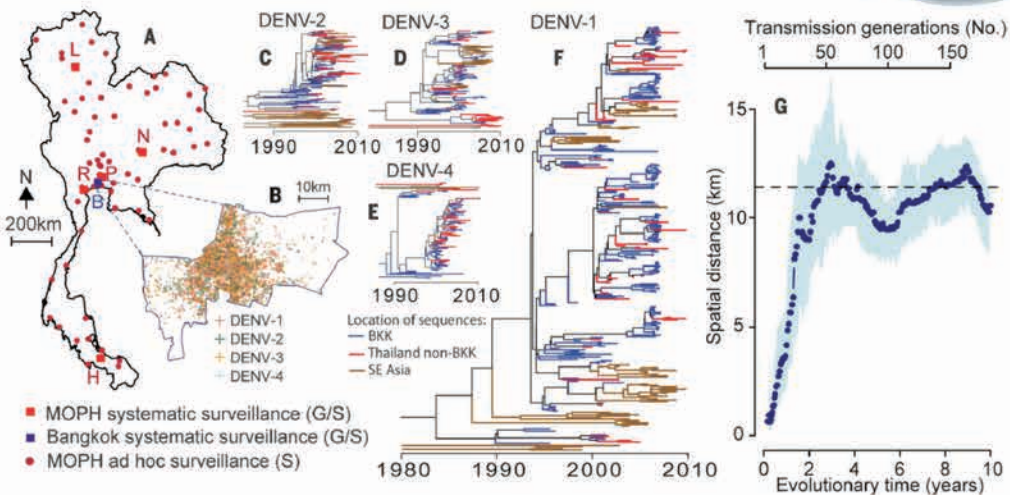 A
L
N
R
P
B
N
200km
H
MOPH systematic surveillance (G/S)
Bangkok systematic surveillance (G/S)
MOPH ad hoc surveillance (S)
B
10km
DENV-1
DENV-2
DENV-3
DENV-4
DENV-2
C
1990
2010
DENV-3
D
1990
2010
DENV-4
E
1990
2010
Location of sequences:
BKK
Thailand non-BKK
SE Asia
DENV-1
F
1980
1990
2000
2010
Transmission generations (No.)
1
50
100
150
G
Spatial distance (km)
15
10
5
0
0
2
4
6
8
10
Evolutionary time (years)